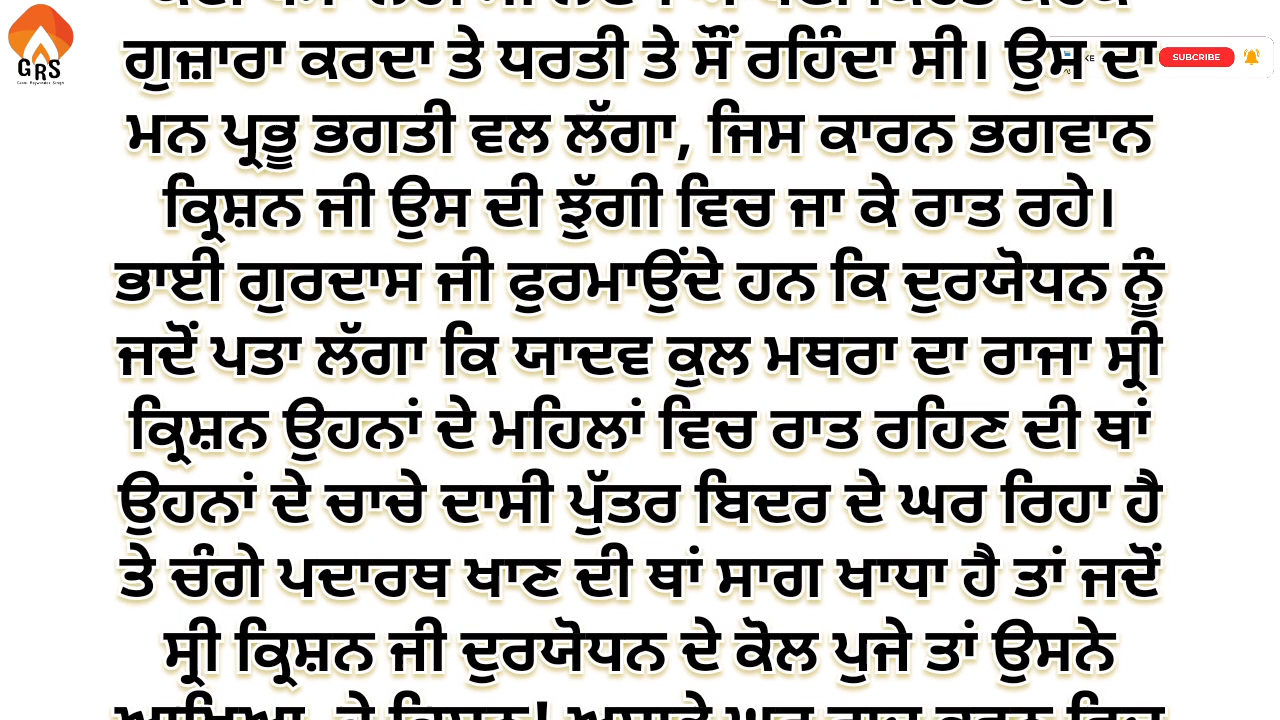 ਗੁਜ਼ਾਰਾ ਕਰਦਾ ਤੇ ਧਰਤੀ ਤੇ ਸੌਂ ਰਹਿੰਦਾ ਸੀ। ਉਸ ਦਾ
ਮਨ ਪ੍ਰਭੂ ਭਗਤੀ ਵਲ ਲੱਗਾ, ਜਿਸ ਕਾਰਨ ਭਗਵਾਨ
ਕ੍ਰਿਸ਼ਨ ਜੀ ਉਸ ਦੀ ਝੁੱਗੀ ਵਿਚ ਜਾ ਕੇ ਰਾਤ ਰਹੇ।
ਭਾਈ ਗੁਰਦਾਸ ਜੀ ਫੁਰਮਾਉਂਦੇ ਹਨ ਕਿ ਦੁਰਯੋਧਨ ਨੂੰ
ਜਦੋਂ ਪਤਾ ਲੱਗਾ ਕਿ ਯਾਦਵ ਕੁਲ ਮਥਰਾ ਦਾ ਰਾਜਾ ਸ੍ਰੀ
ਕ੍ਰਿਸ਼ਨ ਉਹਨਾਂ ਦੇ ਮਹਿਲਾਂ ਵਿਚ ਰਾਤ ਰਹਿਣ ਦੀ ਥਾਂ
ਉਹਨਾਂ ਦੇ ਚਾਚੇ ਦਾਸੀ ਪੁੱਤਰ ਬਿਦਰ ਦੇ ਘਰ ਰਿਹਾ ਹੈ
ਤੇ ਚੰਗੇ ਪਦਾਰਥ ਖਾਣ ਦੀ ਥਾਂ ਸਾਗ ਖਾਧਾ ਹੈ ਤਾਂ ਜਦੋਂ
ਸ੍ਰੀ ਕ੍ਰਿਸ਼ਨ ਜੀ ਦੁਰਯੋਧਨ ਦੇ ਕੋਲ ਪੁਜੇ ਤਾਂ ਉਸਨੇ
GRS
SUBSCRIBE